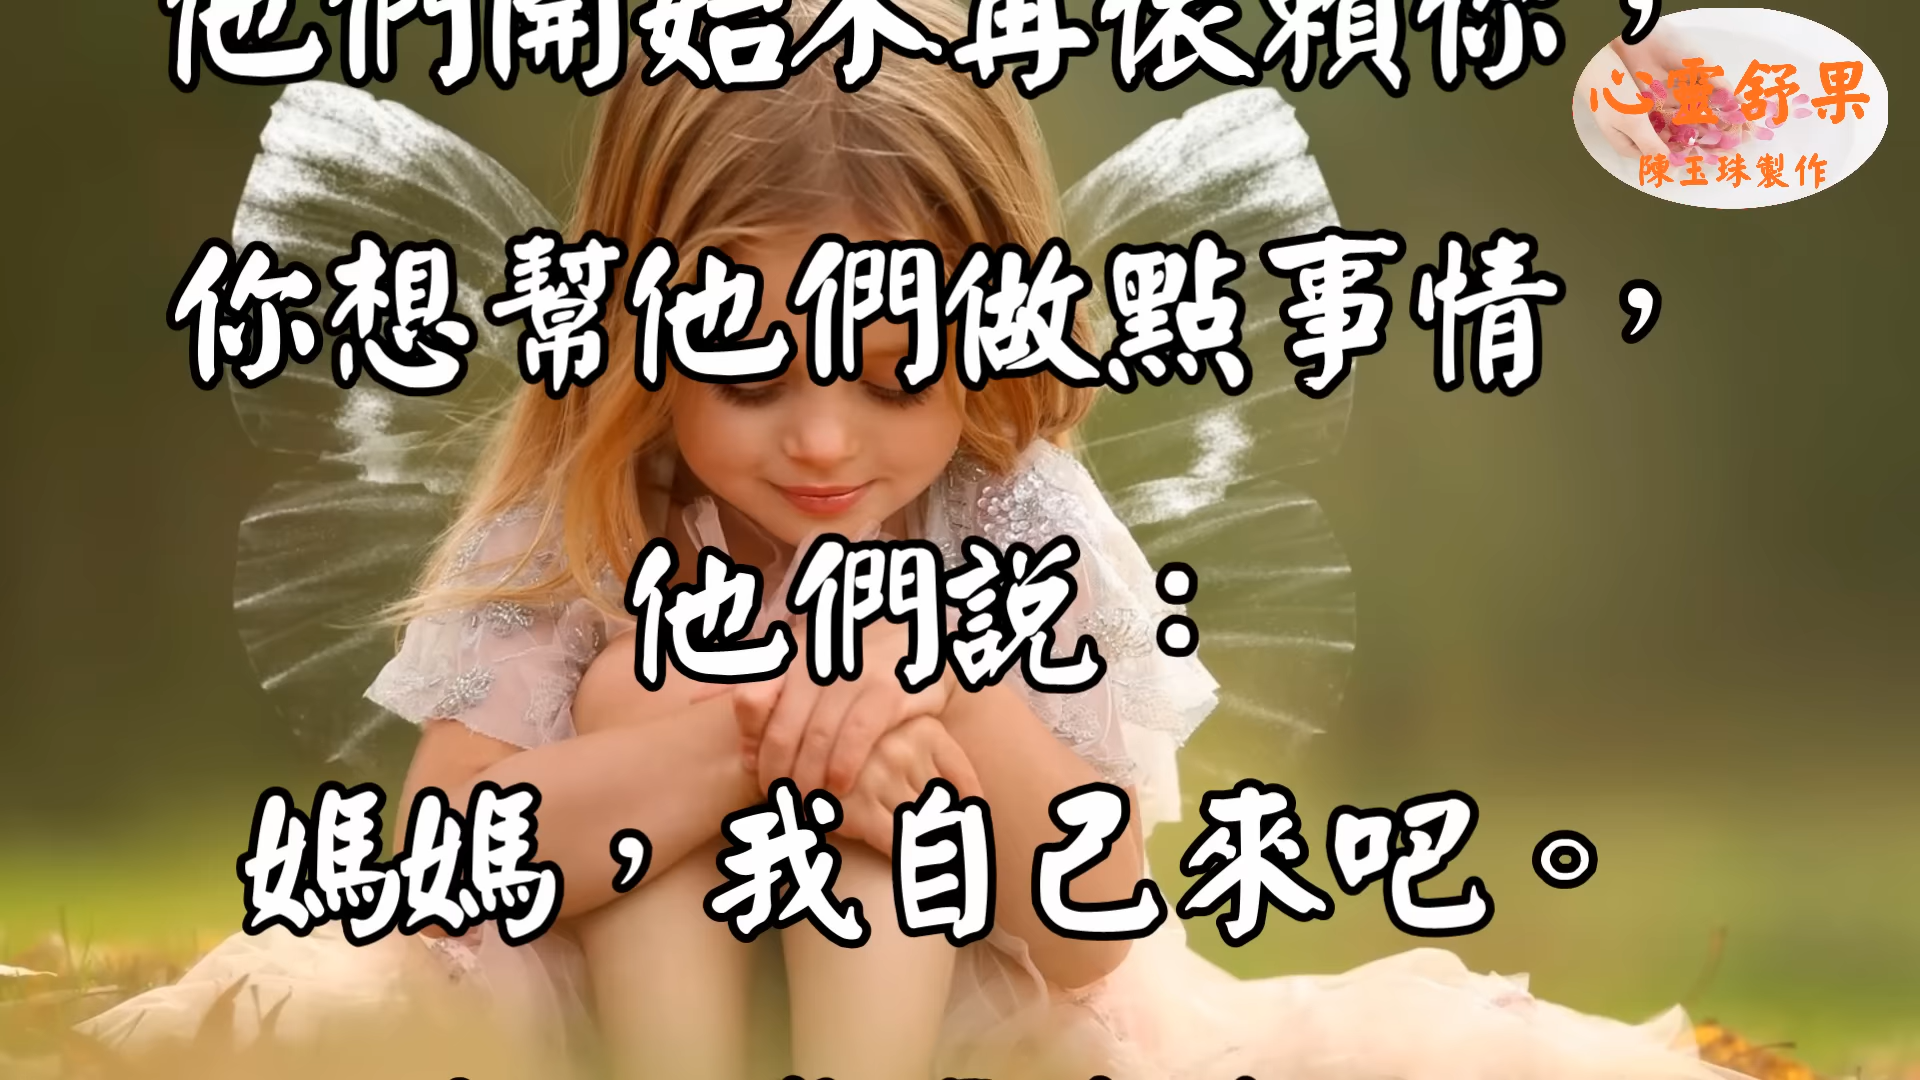 他們開始不再依賴你，
心靈舒果
陳玉珠製作
你想幫他們做點事情，
他們說：
媽媽，我自己來吧。